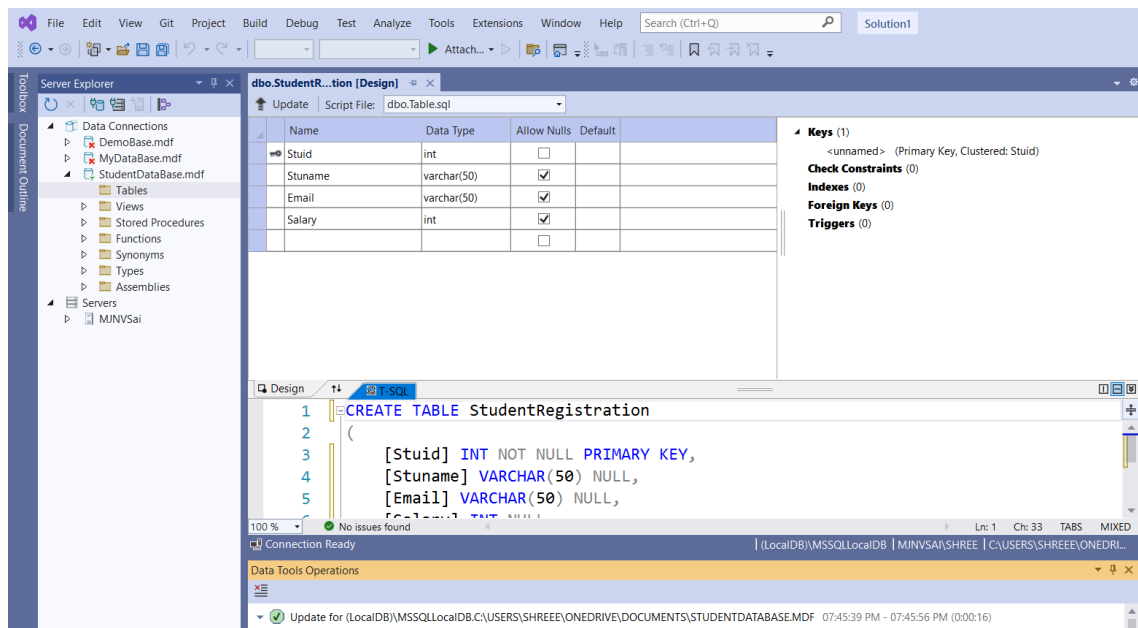 File Edit View Git Project Build Debug Test Analyze Tools Extensions Window Help Search (Ctrl+Q) Solution1
Attach...
Toolbox
Document Outline
Server Explorer
Data Connections
DemoBase.mdf
MyDataBase.mdf
StudentDataBase.mdf
Tables
Views
Stored Procedures
Functions
Synonyms
Types
Assemblies
Servers
MJNVSai
dbo.StudentR...tion [Design]
Update Script File: dbo.Table.sql
Name Data Type Allow Nulls Default
Stuid int
Stuname varchar(50)
Email varchar(50)
Salary int
Keys (1)
<unnamed> (Primary Key, Clustered: Stuid)
Check Constraints (0)
Indexes (0)
Foreign Keys (0)
Triggers (0)
Design T-SQL
1 CREATE TABLE StudentRegistration
2 (
3 [Stuid] INT NOT NULL PRIMARY KEY,
4 [Stuname] VARCHAR(50) NULL,
5 [Email] VARCHAR(50) NULL,
6 [Salary] INT NULL
100 % No issues found Ln: 1 Ch: 33 TABS MIXED
Connection Ready (LocalDB)\MSSQLLocalDB MJNVSAI\SHREE C:\USERS\SHREEE\ONEDRI...
Data Tools Operations
Update for (LocalDB)\MSSQLLocalDB.C:\USERS\SHREEE\ONEDRIVE\DOCUMENTS\STUDENTDATABASE.MDF 07:45:39 PM - 07:45:56 PM (0:00:16)